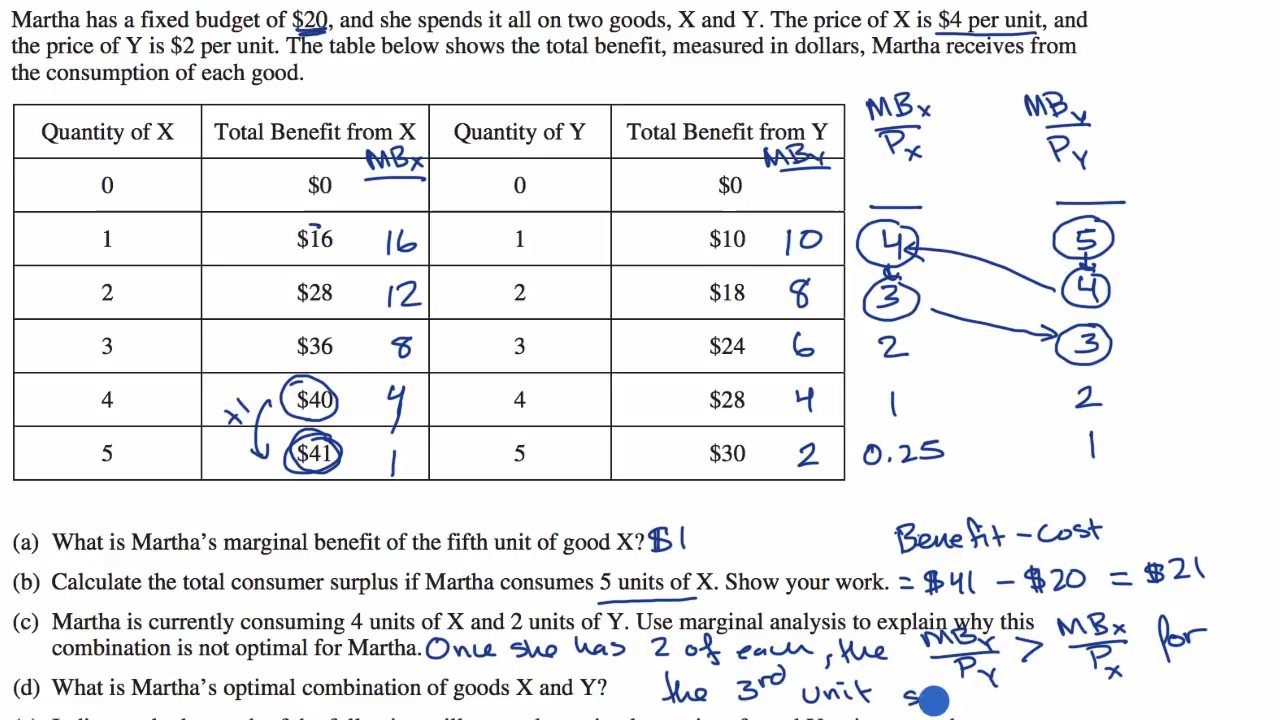 Martha has a fixed budget of $20, and she spends it all on two goods, X and Y. The price of X is $4 per unit, and
the price of Y is $2 per unit. The table below shows the total benefit, measured in dollars, Martha receives from
the consumption of each good.
MBx/Px MBy/Py
Quantity of X Total Benefit from X MBx Quantity of Y Total Benefit from Y MBy
0 $0 0 $0
1 $16 16 1 $10 10 4 5
2 $28 12 2 $18 8 3 4
3 $36 8 3 $24 6 2 3
4 x1 $40 4 4 $28 4 1 2
5 $41 1 5 $30 2 0.25 1
(a) What is Martha's marginal benefit of the fifth unit of good X? $1 Benefit - Cost
(b) Calculate the total consumer surplus if Martha consumes 5 units of X. Show your work. = $41 - $20 = $21
(c) Martha is currently consuming 4 units of X and 2 units of Y. Use marginal analysis to explain why this
combination is not optimal for Martha. Once she has 2 of each, the MBy/Py > MBx/Px for
(d) What is Martha's optimal combination of goods X and Y? the 3rd unit s